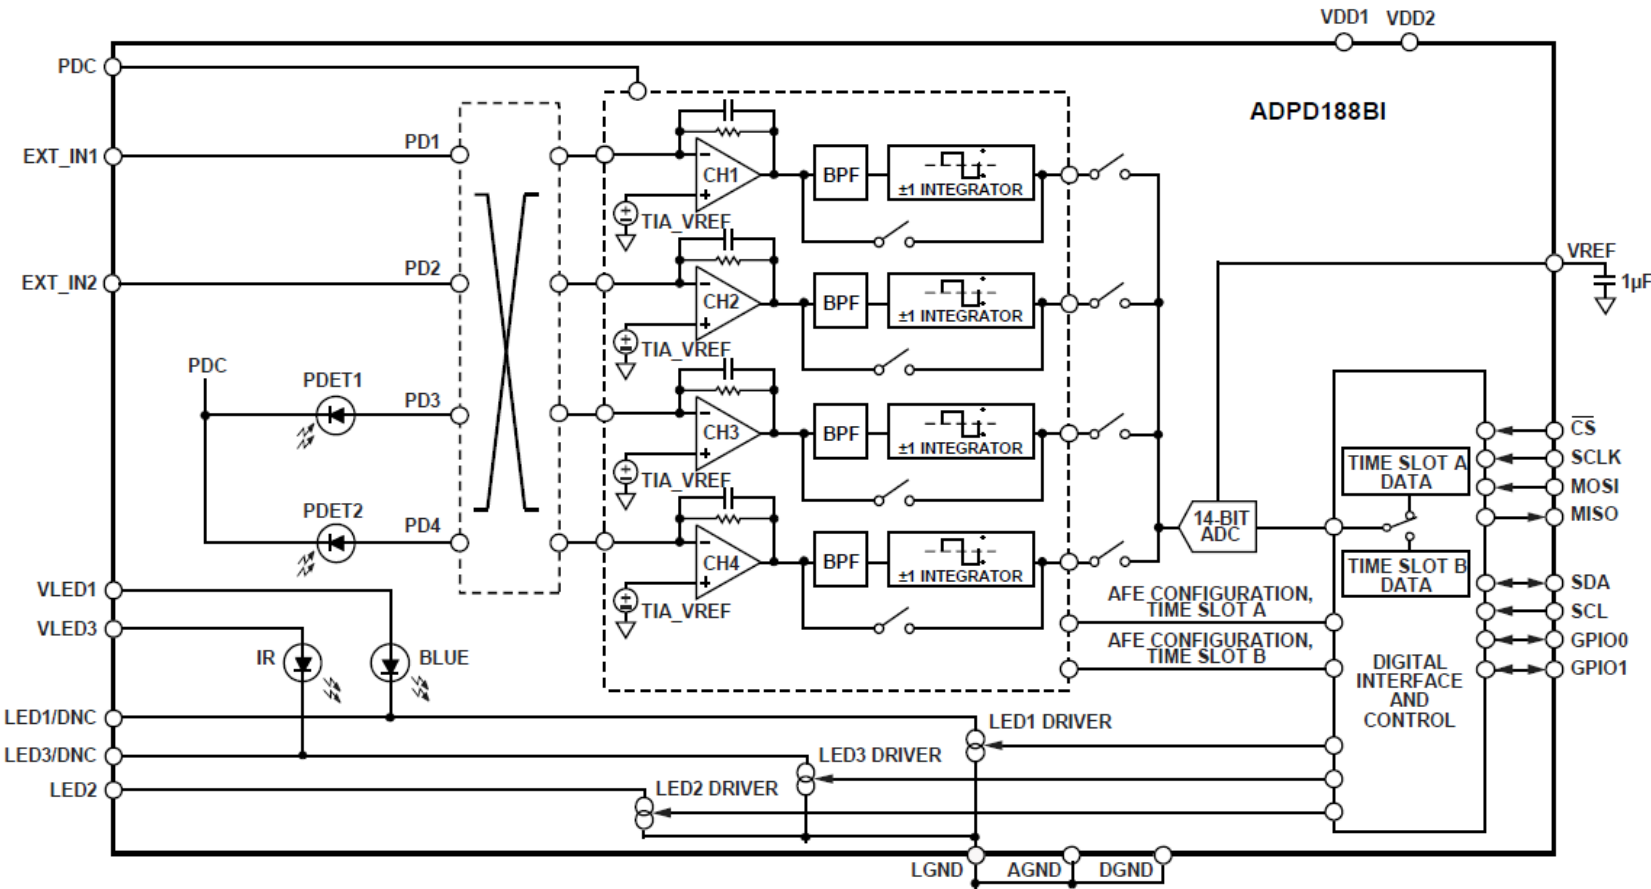 VDD1 VDD2
PDC
ADPD188BI
EXT_IN1
PD1
CH1
BPF
±1 INTEGRATOR
TIA_VREF
EXT_IN2
PD2
CH2
BPF
±1 INTEGRATOR
TIA_VREF
VREF
1µF
PDC
PDET1
PD3
CH3
BPF
±1 INTEGRATOR
TIA_VREF
PDET2
PD4
CH4
BPF
±1 INTEGRATOR
TIA_VREF
14-BIT
ADC
TIME SLOT A
DATA
TIME SLOT B
DATA
CS
SCLK
MOSI
MISO
SDA
SCL
GPIO0
GPIO1
AFE CONFIGURATION,
TIME SLOT A
AFE CONFIGURATION,
TIME SLOT B
DIGITAL
INTERFACE
AND
CONTROL
VLED1
VLED3
IR
BLUE
LED1/DNC
LED3/DNC
LED2
LED1 DRIVER
LED3 DRIVER
LED2 DRIVER
LGND
AGND
DGND